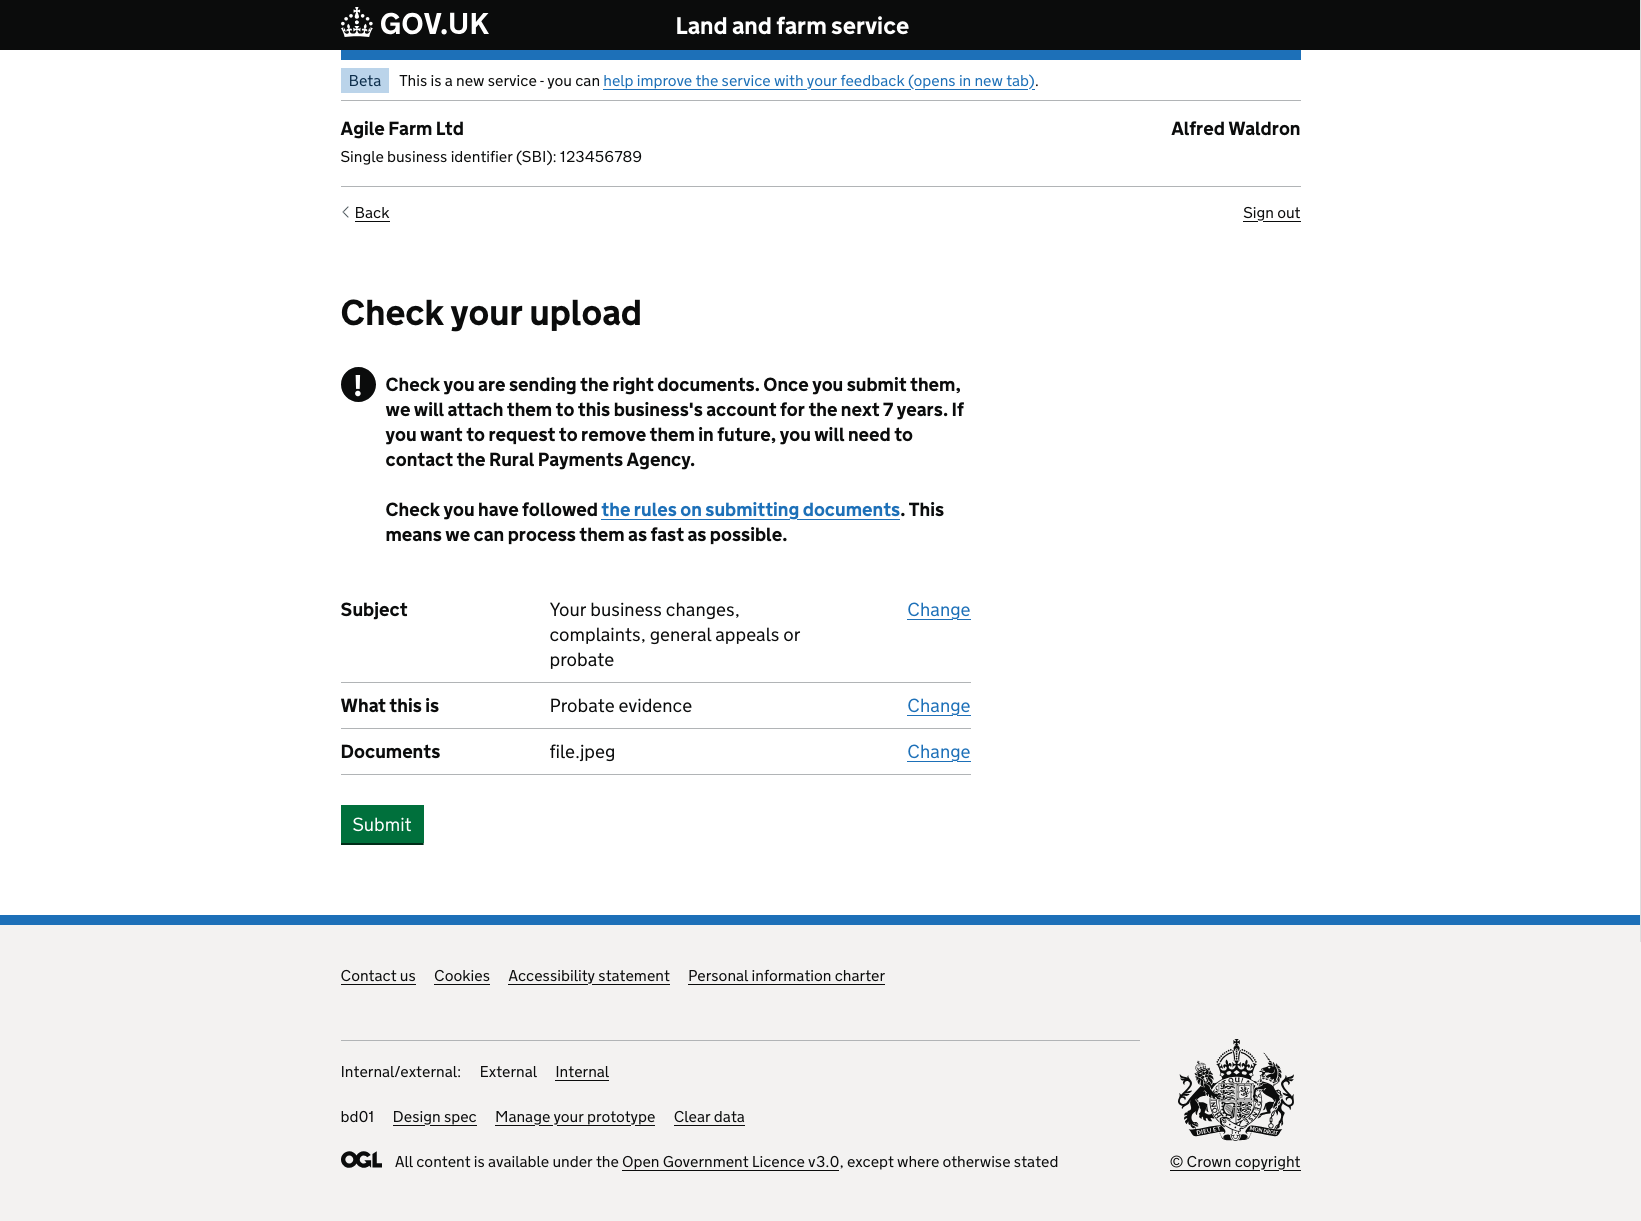 GOV.UK
Land and farm service
Beta This is a new service - you can help improve the service with your feedback (opens in new tab).
Agile Farm Ltd
Alfred Waldron
Single business identifier (SBI): 123456789
Back
Sign out
Check your upload
! Check you are sending the right documents. Once you submit them,
we will attach them to this business's account for the next 7 years. If
you want to request to remove them in future, you will need to
contact the Rural Payments Agency.
Check you have followed the rules on submitting documents. This
means we can process them as fast as possible.
Subject
Your business changes,
complaints, general appeals or
probate
Change
What this is
Probate evidence
Change
Documents
file.jpeg
Change
Submit
Contact us Cookies Accessibility statement Personal information charter
Internal/external: External Internal
bd01 Design spec Manage your prototype Clear data
OGL All content is available under the Open Government Licence v3.0, except where otherwise stated
© Crown copyright